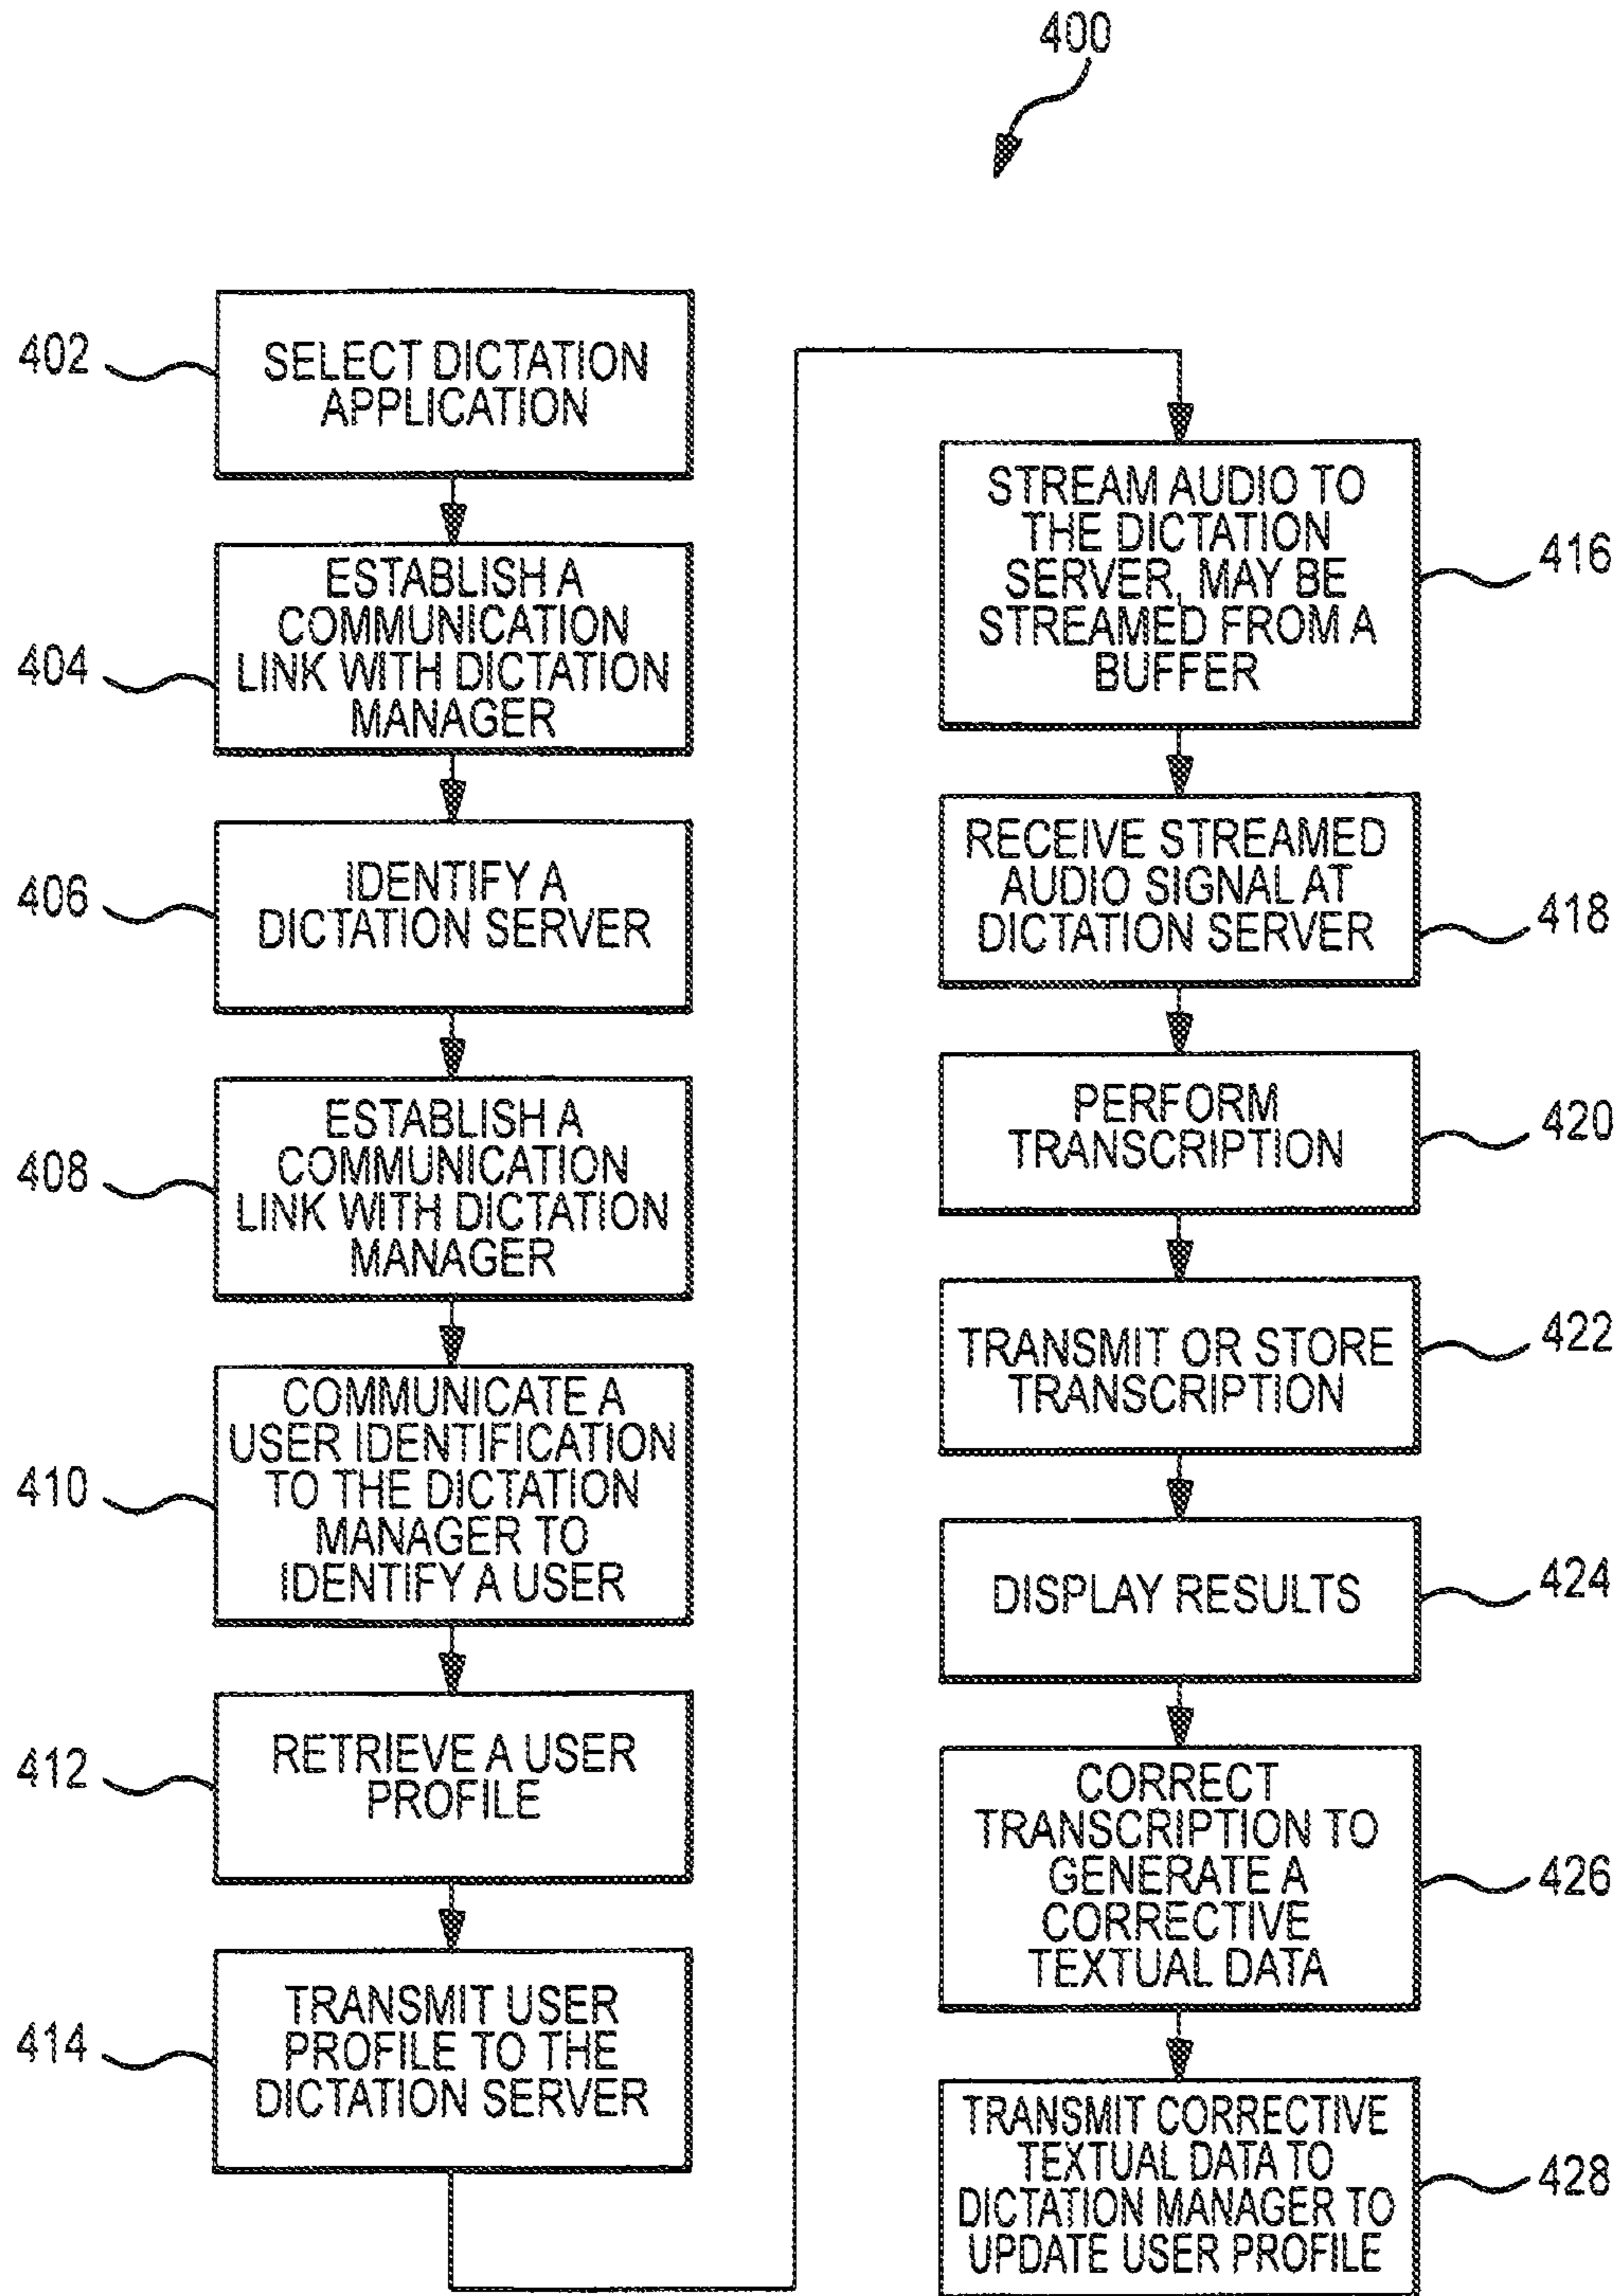 400
402
SELECT DICTATION
APPLICATION
404
ESTABLISH A
COMMUNICATION
LINK WITH DICTATION
MANAGER
406
IDENTIFY A
DICTATION SERVER
408
ESTABLISH A
COMMUNICATION
LINK WITH DICTATION
MANAGER
410
COMMUNICATE A
USER IDENTIFICATION
TO THE DICTATION
MANAGER TO
IDENTIFY A USER
412
RETRIEVE A USER
PROFILE
414
TRANSMIT USER
PROFILE TO THE
DICTATION SERVER
STREAM AUDIO TO
THE DICTATION
SERVER, MAY BE
STREAMED FROM A
BUFFER
416
RECEIVE STREAMED
AUDIO SIGNAL AT
DICTATION SERVER
418
PERFORM
TRANSCRIPTION
420
TRANSMIT OR STORE
TRANSCRIPTION
422
DISPLAY RESULTS
424
CORRECT
TRANSCRIPTION TO
GENERATE A
CORRECTIVE
TEXTUAL DATA
426
TRANSMIT CORRECTIVE
TEXTUAL DATA TO
DICTATION MANAGER TO
UPDATE USER PROFILE
428